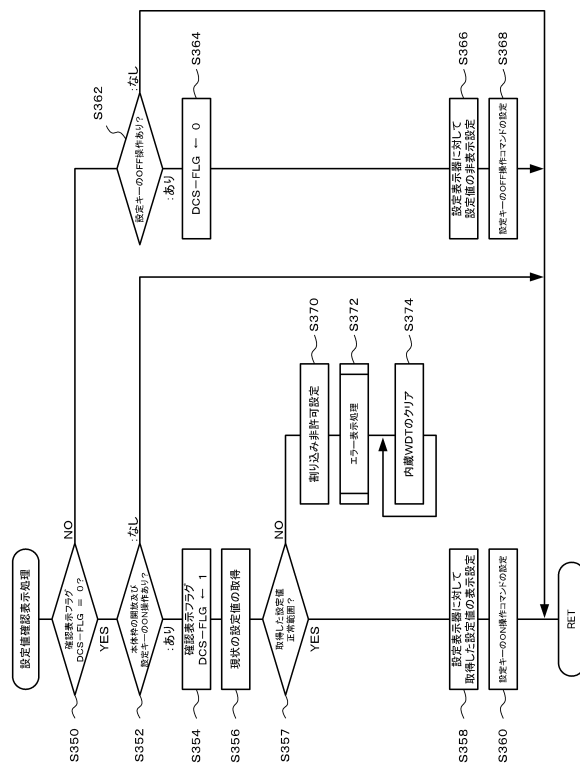 設定値確認表示処理
S350
確認表示フラグ
DCS-FLG = 0?
NO
YES
S352
本体枠の開放及び
設定キーのON操作あり?
:なし
:あり
S354
確認表示フラグ
DCS-FLG ← 1
S356
現状の設定値の取得
S357
取得した設定値
正常範囲?
NO
YES
S358
設定表示器に対して
取得した設定値の表示設定
S360
設定キーのON操作コマンドの設定
RET
S370
割り込み非許可設定
S372
エラー表示処理
S374
内蔵WDTのクリア
S362
設定キーのOFF操作あり?
:なし
:あり
S364
DCS-FLG ← 0
S366
設定表示器に対して
設定値の非表示設定
S368
設定キーのOFF操作コマンドの設定